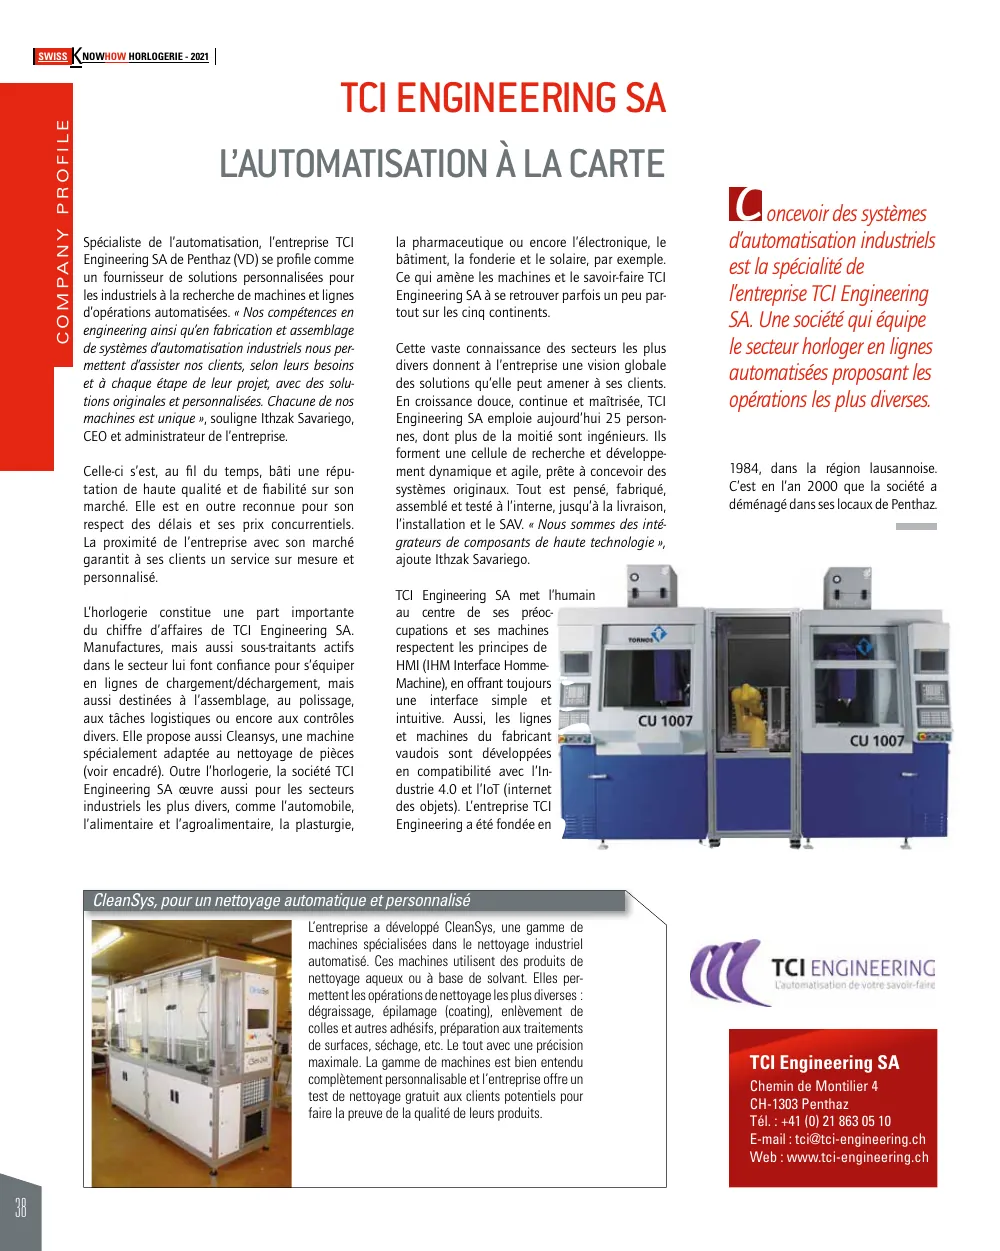 SWISS KNOWHOW HORLOGERIE - 2021
COMPANY PROFILE
TCI ENGINEERING SA
L’AUTOMATISATION À LA CARTE
Spécialiste de l’automatisation, l’entreprise TCI
Engineering SA de Penthaz (VD) se profile comme
un fournisseur de solutions personnalisées pour
les industriels à la recherche de machines et lignes
d’opérations automatisées. « Nos compétences en
engineering ainsi qu’en fabrication et assemblage
de systèmes d’automatisation industriels nous per-
mettent d’assister nos clients, selon leurs besoins
et à chaque étape de leur projet, avec des solu-
tions originales et personnalisées. Chacune de nos
machines est unique », souligne Ithzak Savariego,
CEO et administrateur de l’entreprise.
Celle-ci s’est, au fil du temps, bâti une répu-
tation de haute qualité et de fiabilité sur son
marché. Elle est en outre reconnue pour son
respect des délais et ses prix concurrentiels.
La proximité de l’entreprise avec son marché
garantit à ses clients un service sur mesure et
personnalisé.
L’horlogerie constitue une part importante
du chiffre d’affaires de TCI Engineering SA.
Manufactures, mais aussi sous-traitants actifs
dans le secteur lui font confiance pour s’équiper
en lignes de chargement/déchargement, mais
aussi destinées à l’assemblage, au polissage,
aux tâches logistiques ou encore aux contrôles
divers. Elle propose aussi Cleansys, une machine
spécialement adaptée au nettoyage de pièces
(voir encadré). Outre l’horlogerie, la société TCI
Engineering SA œuvre aussi pour les secteurs
industriels les plus divers, comme l’automobile,
l’alimentaire et l’agroalimentaire, la plasturgie,
la pharmaceutique ou encore l’électronique, le
bâtiment, la fonderie et le solaire, par exemple.
Ce qui amène les machines et le savoir-faire TCI
Engineering SA à se retrouver parfois un peu par-
tout sur les cinq continents.
Cette vaste connaissance des secteurs les plus
divers donnent à l’entreprise une vision globale
des solutions qu’elle peut amener à ses clients.
En croissance douce, continue et maîtrisée, TCI
Engineering SA emploie aujourd’hui 25 person-
nes, dont plus de la moitié sont ingénieurs. Ils
forment une cellule de recherche et développe-
ment dynamique et agile, prête à concevoir des
systèmes originaux. Tout est pensé, fabriqué,
assemblé et testé à l’interne, jusqu’à la livraison,
l’installation et le SAV. « Nous sommes des inté-
grateurs de composants de haute technologie »,
ajoute Ithzak Savariego.
TCI Engineering SA met l’humain
au centre de ses préoc-
cupations et ses machines
respectent les principes de
HMI (IHM Interface Homme-
Machine), en offrant toujours
une interface simple et
intuitive. Aussi, les lignes
et machines du fabricant
vaudois sont développées
en compatibilité avec l’In-
dustrie 4.0 et l’IoT (internet
des objets). L’entreprise TCI
Engineering a été fondée en
Concevoir des systèmes
d’automatisation industriels
est la spécialité de
l’entreprise TCI Engineering
SA. Une société qui équipe
le secteur horloger en lignes
automatisées proposant les
opérations les plus diverses.
1984, dans la région lausannoise.
C’est en l’an 2000 que la société a
déménagé dans ses locaux de Penthaz.
TORNOS
CU 1007
CU 1007
CleanSys, pour un nettoyage automatique et personnalisé
L’entreprise a développé CleanSys, une gamme de
machines spécialisées dans le nettoyage industriel
automatisé. Ces machines utilisent des produits de
nettoyage aqueux ou à base de solvant. Elles per-
mettent les opérations de nettoyage les plus diverses :
dégraissage, épilamage (coating), enlèvement de
colles et autres adhésifs, préparation aux traitements
de surfaces, séchage, etc. Le tout avec une précision
maximale. La gamme de machines est bien entendu
complètement personnalisable et l’entreprise offre un
test de nettoyage gratuit aux clients potentiels pour
faire la preuve de la qualité de leurs produits.
TCI ENGINEERING
L’automatisation de votre savoir-faire
TCI Engineering SA
Chemin de Montilier 4
CH-1303 Penthaz
Tél. : +41 (0) 21 863 05 10
E-mail : tci@tci-engineering.ch
Web : www.tci-engineering.ch
38